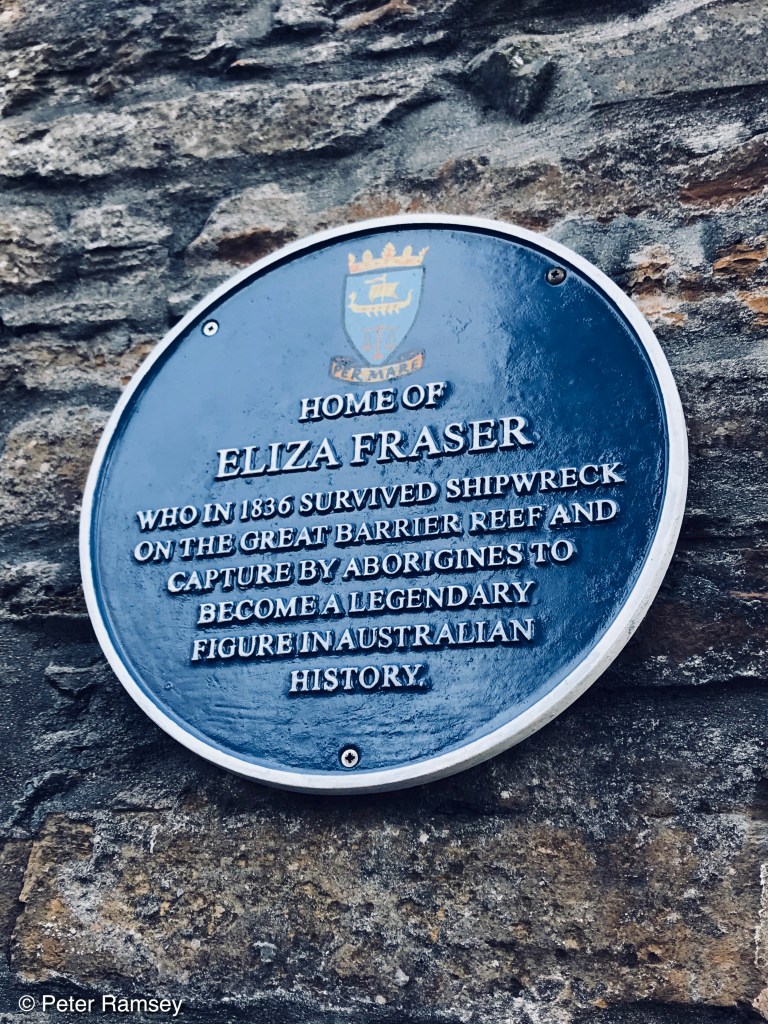 PER MARE
HOME OF
ELIZA FRASER
WHO IN 1836 SURVIVED SHIPWRECK
ON THE GREAT BARRIER REEF AND
CAPTURE BY ABORIGINES TO
BECOME A LEGENDARY
FIGURE IN AUSTRALIAN
HISTORY.
© Peter Ramsey